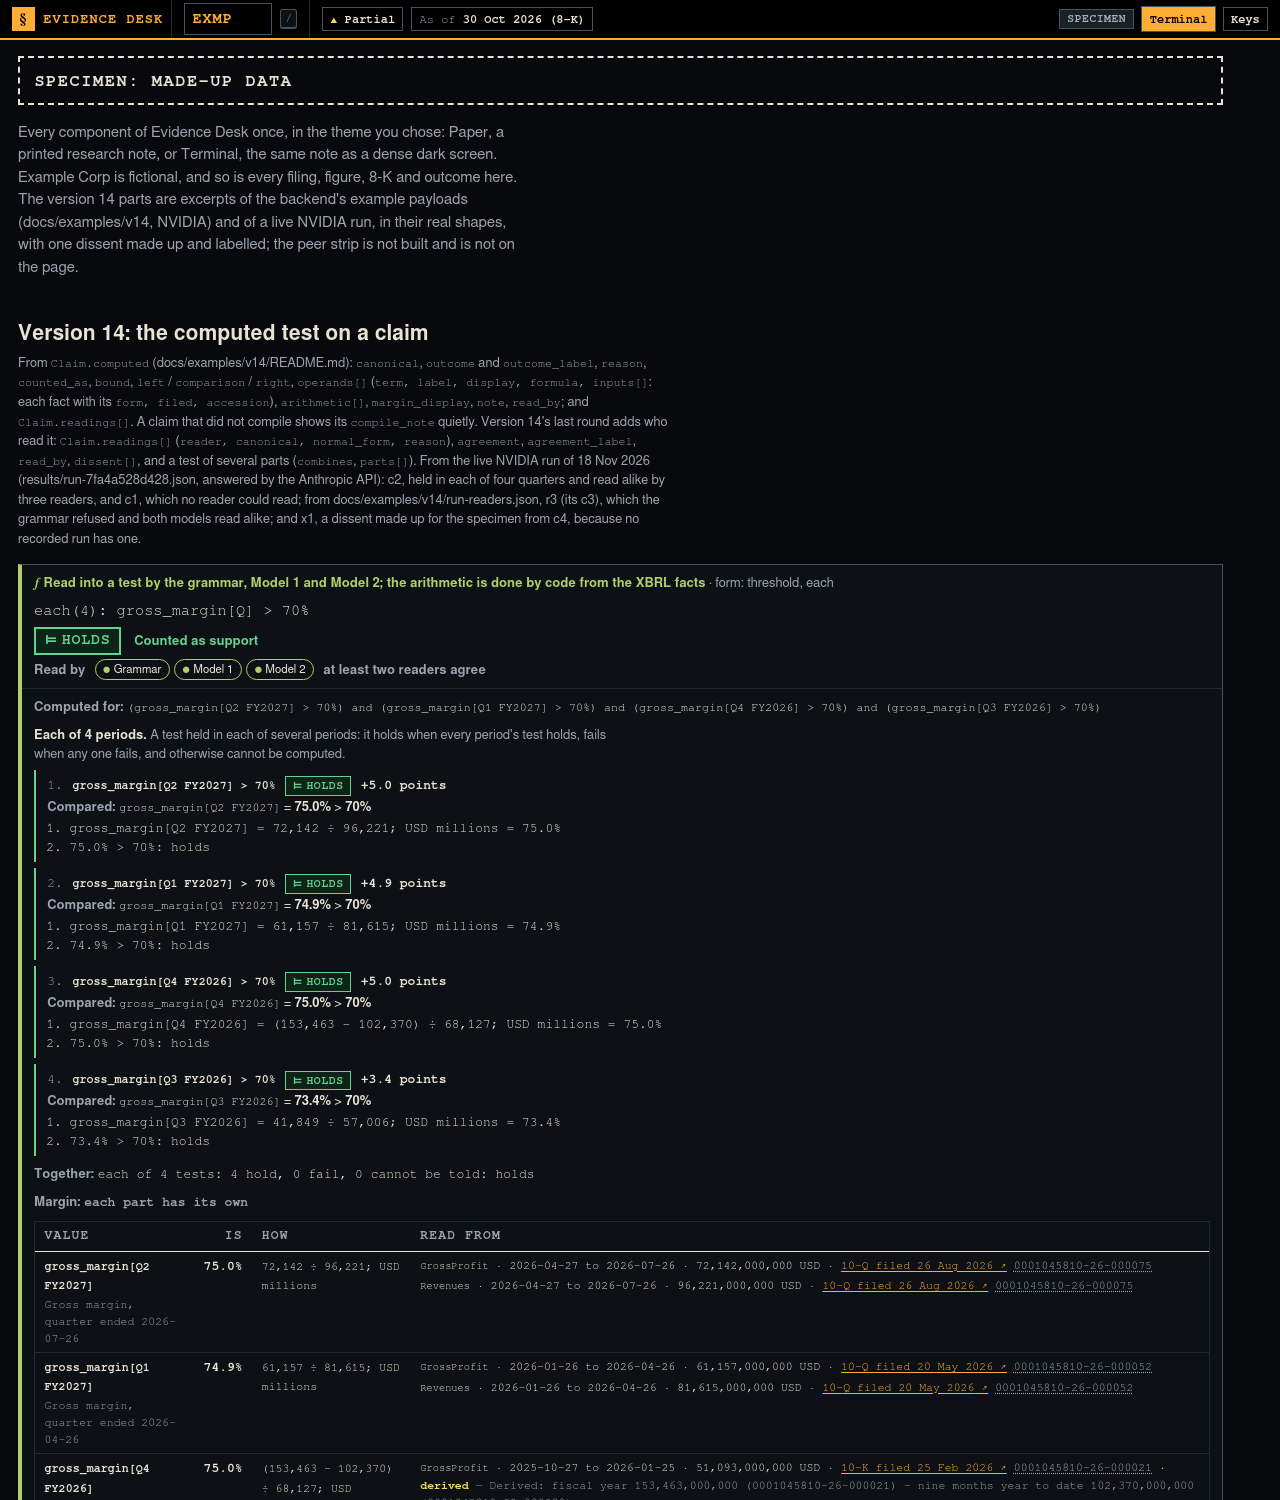 § EVIDENCE DESK EXMP / ▲ Partial As of 30 Oct 2026 (8-K) SPECIMEN Terminal Keys
SPECIMEN: MADE-UP DATA
Every component of Evidence Desk once, in the theme you chose: Paper, a
printed research note, or Terminal, the same note as a dense dark screen.
Example Corp is fictional, and so is every filing, figure, 8-K and outcome here.
The version 14 parts are excerpts of the backend's example payloads
(docs/examples/v14, NVIDIA) and of a live NVIDIA run, in their real shapes,
with one dissent made up and labelled; the peer strip is not built and is not on
the page.
Version 14: the computed test on a claim
From Claim.computed (docs/examples/v14/README.md): canonical, outcome and outcome_label, reason,
counted_as, bound, left / comparison / right, operands[] (term, label, display, formula, inputs[]:
each fact with its form, filed, accession), arithmetic[], margin_display, note, read_by; and
Claim.readings[]. A claim that did not compile shows its compile_note quietly. Version 14's last round adds who
read it: Claim.readings[] (reader, canonical, normal_form, reason), agreement, agreement_label,
read_by, dissent[], and a test of several parts (combines, parts[]). From the live NVIDIA run of 18 Nov 2026
(results/run-7fa4a528d428.json, answered by the Anthropic API): c2, held in each of four quarters and read alike by
three readers, and c1, which no reader could read; from docs/examples/v14/run-readers.json, r3 (its c3), which the
grammar refused and both models read alike; and x1, a dissent made up for the specimen from c4, because no
recorded run has one.
ƒ Read into a test by the grammar, Model 1 and Model 2; the arithmetic is done by code from the XBRL facts · form: threshold, each
each(4): gross_margin[Q] > 70%
⊨ HOLDS Counted as support
Read by ● Grammar ● Model 1 ● Model 2 at least two readers agree
Computed for: (gross_margin[Q2 FY2027] > 70%) and (gross_margin[Q1 FY2027] > 70%) and (gross_margin[Q4 FY2026] > 70%) and (gross_margin[Q3 FY2026] > 70%)
Each of 4 periods. A test held in each of several periods: it holds when every period's test holds, fails
when any one fails, and otherwise cannot be computed.
1. gross_margin[Q2 FY2027] > 70% ⊨ HOLDS +5.0 points
Compared: gross_margin[Q2 FY2027] = 75.0% > 70%
1. gross_margin[Q2 FY2027] = 72,142 ÷ 96,221; USD millions = 75.0%
2. 75.0% > 70%: holds
2. gross_margin[Q1 FY2027] > 70% ⊨ HOLDS +4.9 points
Compared: gross_margin[Q1 FY2027] = 74.9% > 70%
1. gross_margin[Q1 FY2027] = 61,157 ÷ 81,615; USD millions = 74.9%
2. 74.9% > 70%: holds
3. gross_margin[Q4 FY2026] > 70% ⊨ HOLDS +5.0 points
Compared: gross_margin[Q4 FY2026] = 75.0% > 70%
1. gross_margin[Q4 FY2026] = (153,463 − 102,370) ÷ 68,127; USD millions = 75.0%
2. 75.0% > 70%: holds
4. gross_margin[Q3 FY2026] > 70% ⊨ HOLDS +3.4 points
Compared: gross_margin[Q3 FY2026] = 73.4% > 70%
1. gross_margin[Q3 FY2026] = 41,849 ÷ 57,006; USD millions = 73.4%
2. 73.4% > 70%: holds
Together: each of 4 tests: 4 hold, 0 fail, 0 cannot be told: holds
Margin: each part has its own
VALUE IS HOW READ FROM
gross_margin[Q2 75.0% 72,142 ÷ 96,221; USD GrossProfit · 2026-04-27 to 2026-07-26 · 72,142,000,000 USD · 10-Q filed 26 Aug 2026 ↗ 0001045810-26-000075
FY2027] millions Revenues · 2026-04-27 to 2026-07-26 · 96,221,000,000 USD · 10-Q filed 26 Aug 2026 ↗ 0001045810-26-000075
Gross margin,
quarter ended 2026-
07-26
gross_margin[Q1 74.9% 61,157 ÷ 81,615; USD GrossProfit · 2026-01-26 to 2026-04-26 · 61,157,000,000 USD · 10-Q filed 20 May 2026 ↗ 0001045810-26-000052
FY2027] millions Revenues · 2026-01-26 to 2026-04-26 · 81,615,000,000 USD · 10-Q filed 20 May 2026 ↗ 0001045810-26-000052
Gross margin,
quarter ended 2026-
04-26
gross_margin[Q4 75.0% (153,463 − 102,370) GrossProfit · 2025-10-27 to 2026-01-25 · 51,093,000,000 USD · 10-K filed 25 Feb 2026 ↗ 0001045810-26-000021 ·
FY2026] ÷ 68,127; USD derived — Derived: fiscal year 153,463,000,000 (0001045810-26-000021) − nine months year to date 102,370,000,000